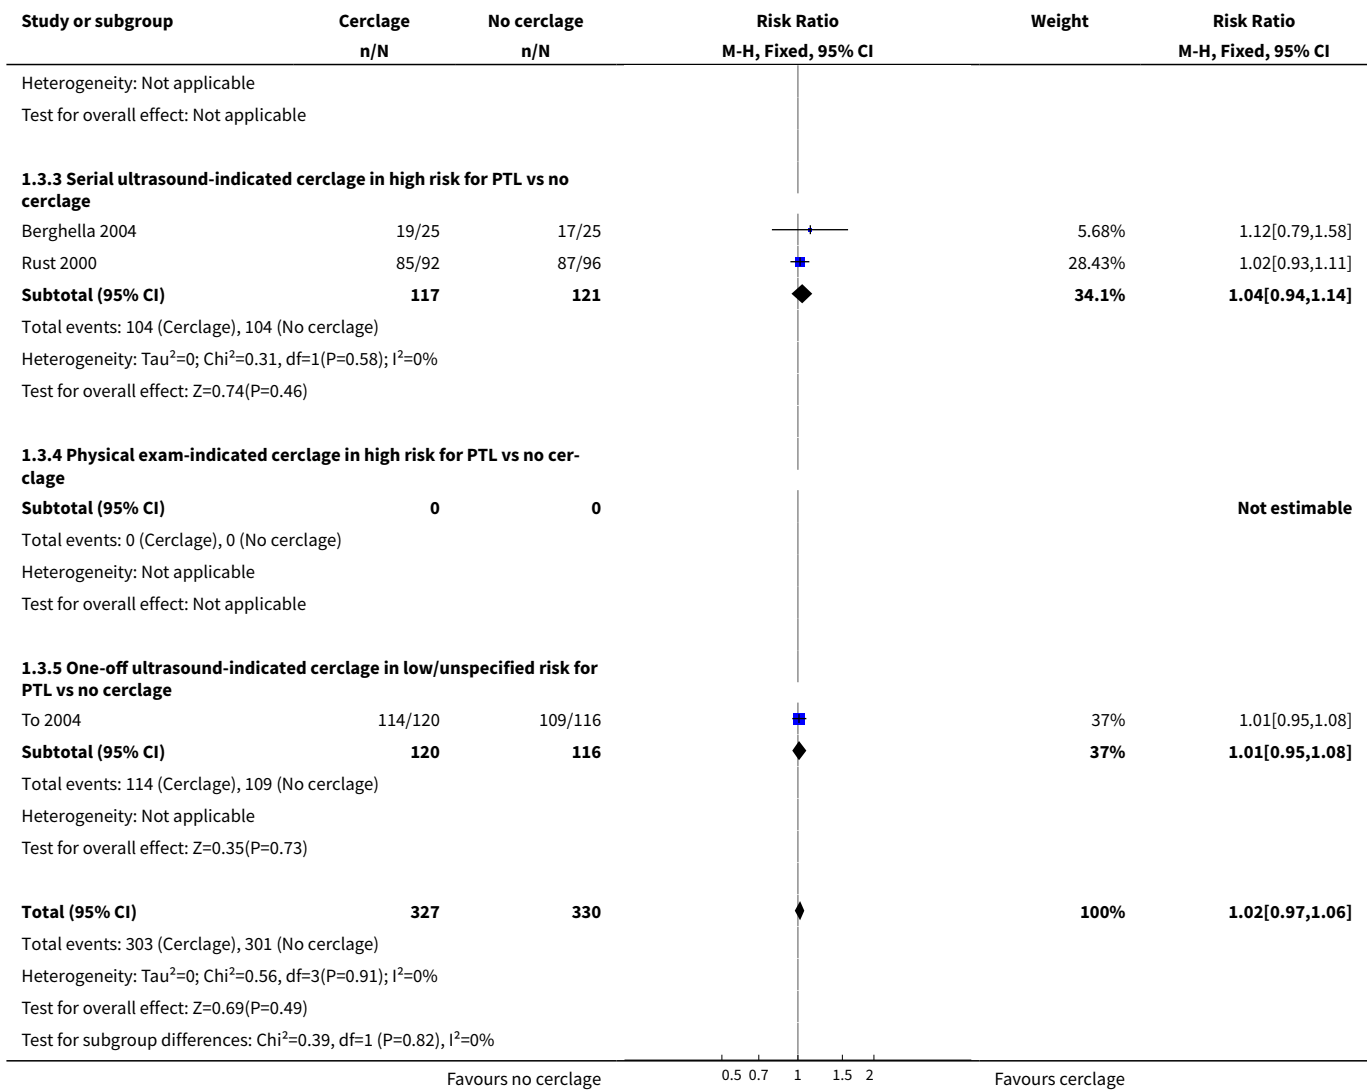 Study or subgroup Cerclage No cerclage Risk Ratio Weight Risk Ratio
n/N n/N M-H, Fixed, 95% CI M-H, Fixed, 95% CI
Heterogeneity: Not applicable
Test for overall effect: Not applicable
1.3.3 Serial ultrasound-indicated cerclage in high risk for PTL vs no
cerclage
Berghella 2004 19/25 17/25 5.68% 1.12[0.79,1.58]
Rust 2000 85/92 87/96 28.43% 1.02[0.93,1.11]
Subtotal (95% CI) 117 121 34.1% 1.04[0.94,1.14]
Total events: 104 (Cerclage), 104 (No cerclage)
Heterogeneity: Tau²=0; Chi²=0.31, df=1(P=0.58); I²=0%
Test for overall effect: Z=0.74(P=0.46)
1.3.4 Physical exam-indicated cerclage in high risk for PTL vs no cer-
clage
Subtotal (95% CI) 0 0 Not estimable
Total events: 0 (Cerclage), 0 (No cerclage)
Heterogeneity: Not applicable
Test for overall effect: Not applicable
1.3.5 One-off ultrasound-indicated cerclage in low/unspecified risk for
PTL vs no cerclage
To 2004 114/120 109/116 37% 1.01[0.95,1.08]
Subtotal (95% CI) 120 116 37% 1.01[0.95,1.08]
Total events: 114 (Cerclage), 109 (No cerclage)
Heterogeneity: Not applicable
Test for overall effect: Z=0.35(P=0.73)
Total (95% CI) 327 330 100% 1.02[0.97,1.06]
Total events: 303 (Cerclage), 301 (No cerclage)
Heterogeneity: Tau²=0; Chi²=0.56, df=3(P=0.91); I²=0%
Test for overall effect: Z=0.69(P=0.49)
Test for subgroup differences: Chi²=0.39, df=1 (P=0.82), I²=0%
Favours no cerclage 0.5 0.7 1 1.5 2 Favours cerclage